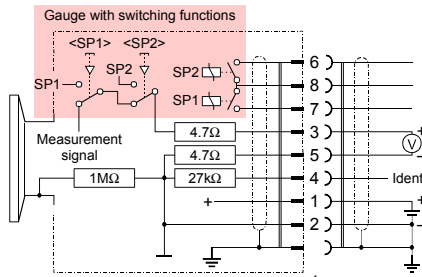 Gauge with switching functions
<SP1> <SP2>
SP1 SP2 SP2 6
8
SP1 7
Measurement signal
4.7Ω 3 +
V
4.7Ω 5 –
1MΩ 27kΩ 4 Ident
+ 1 +
2 –